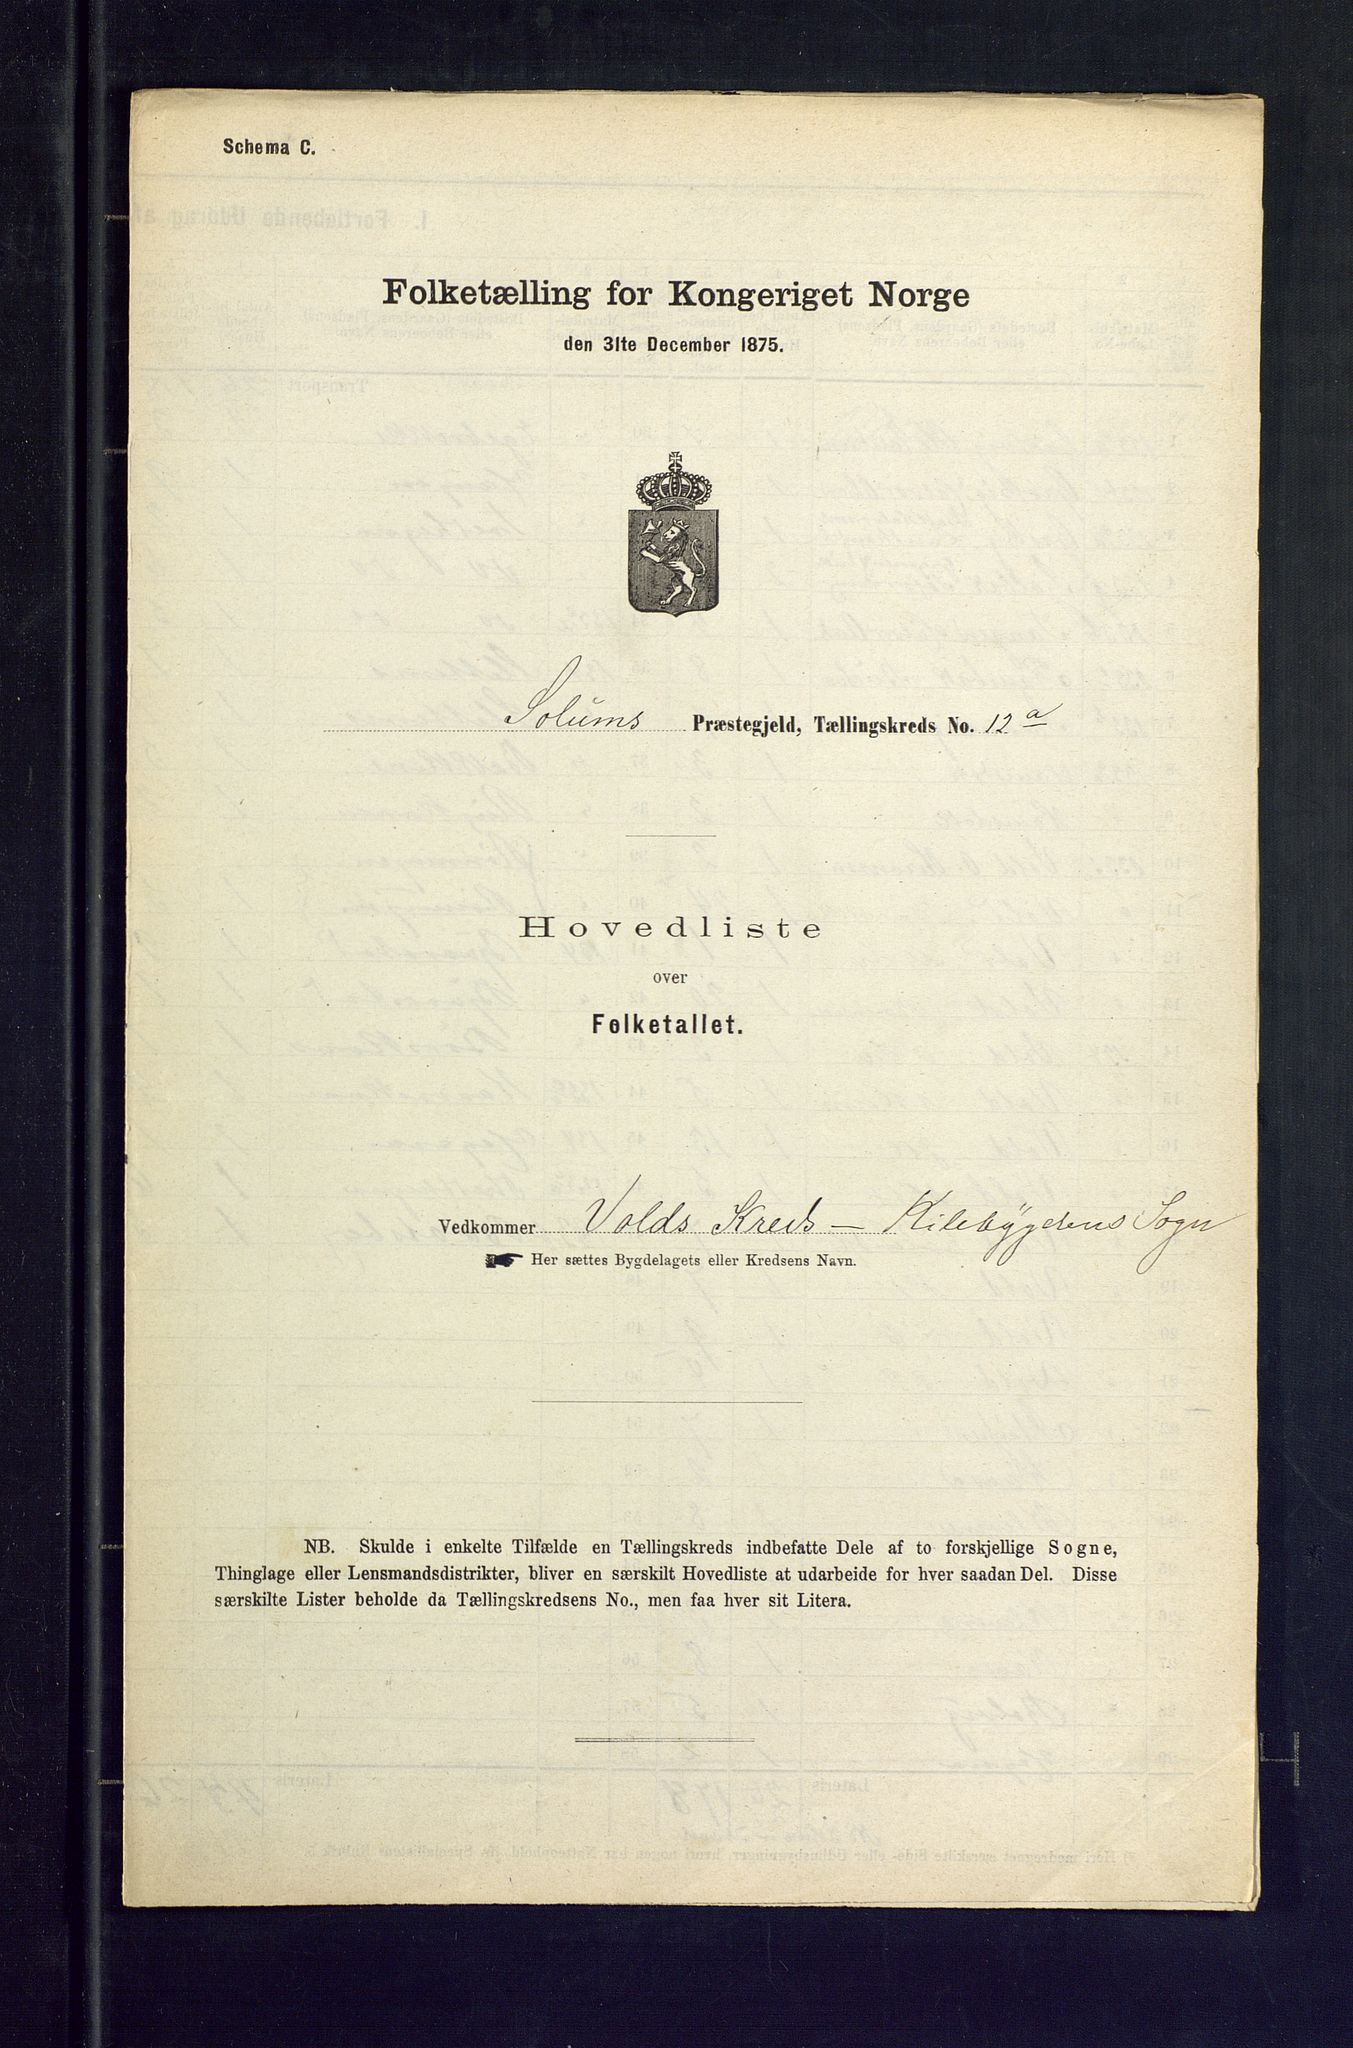 Schema C.
Folketælling for Kongeriget Norge
den 31te December 1875.
Solums Præstegjeld, Tællingskreds No. 12 a
Hovedliste
over
Folketallet.
Vedkommer Volds Kreds — Kilebygdens Sogn
Her sættes Bygdelagets eller Kredsens Navn.
NB. Skulde i enkelte Tilfælde en Tællingskreds indbefatte Dele af to forskjellige Sogne,
Thinglage eller Lensmandsdistrikter, bliver en særskilt Hovedliste at udarbeide for hver saadan Del. Disse
særskilte Lister beholde da Tællingskredsens No., men faa hver sit Litera.